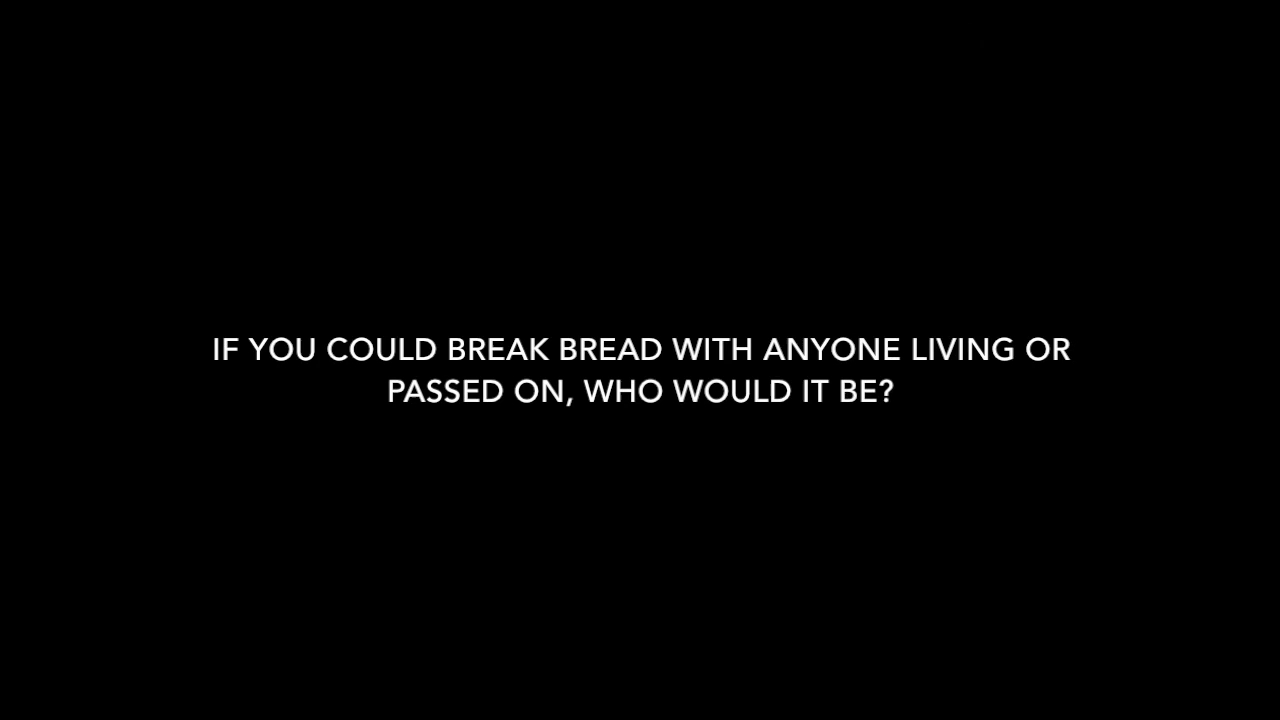 IF YOU COULD BREAK BREAD WITH ANYONE LIVING OR
PASSED ON, WHO WOULD IT BE?